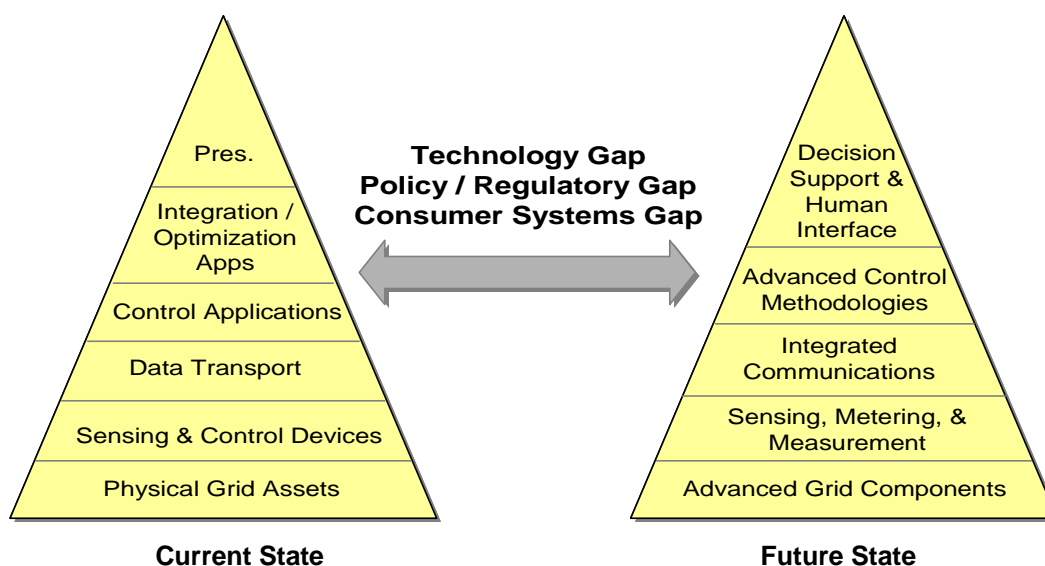 Pres.
Integration /
Optimization
Apps
Control Applications
Data Transport
Sensing & Control Devices
Physical Grid Assets
Current State
Technology Gap
Policy / Regulatory Gap
Consumer Systems Gap
Decision
Support &
Human
Interface
Advanced Control
Methodologies
Integrated
Communications
Sensing, Metering, &
Measurement
Advanced Grid Components
Future State